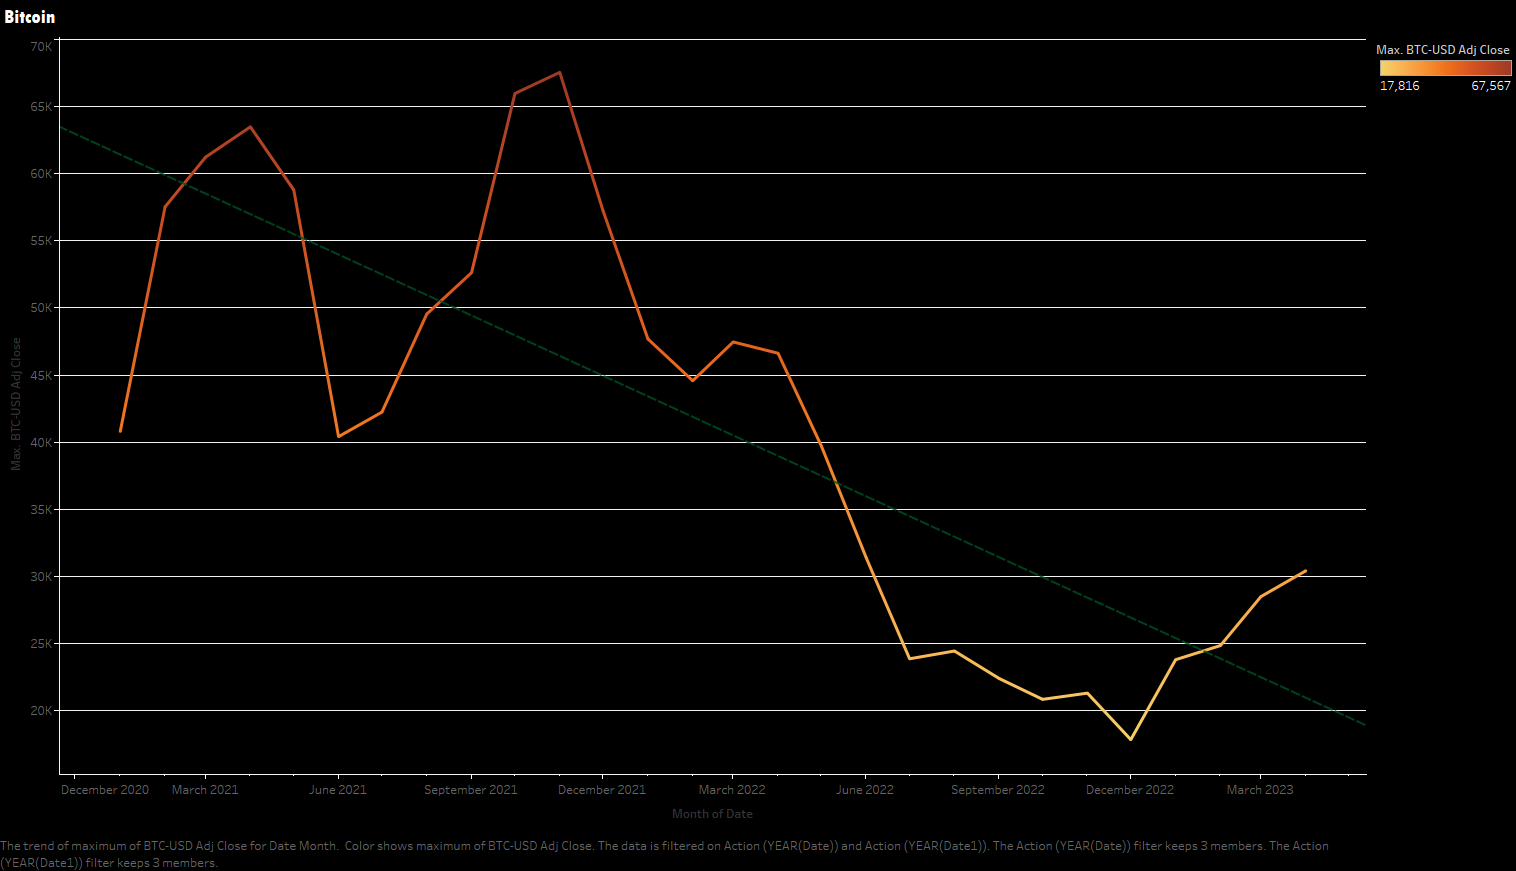 Bitcoin
70K
Max. BTC-USD Adj Close
17,816 67,567
65K
60K
55K
50K
45K
40K
35K
30K
25K
20K
Max. BTC-USD Adj Close
December 2020 March 2021 June 2021 September 2021 December 2021 March 2022 June 2022 September 2022 December 2022 March 2023
Month of Date
The trend of maximum of BTC-USD Adj Close for Date Month.  Color shows maximum of BTC-USD Adj Close. The data is filtered on Action (YEAR(Date)) and Action (YEAR(Date1)). The Action (YEAR(Date)) filter keeps 3 members. The Action
(YEAR(Date1)) filter keeps 3 members.